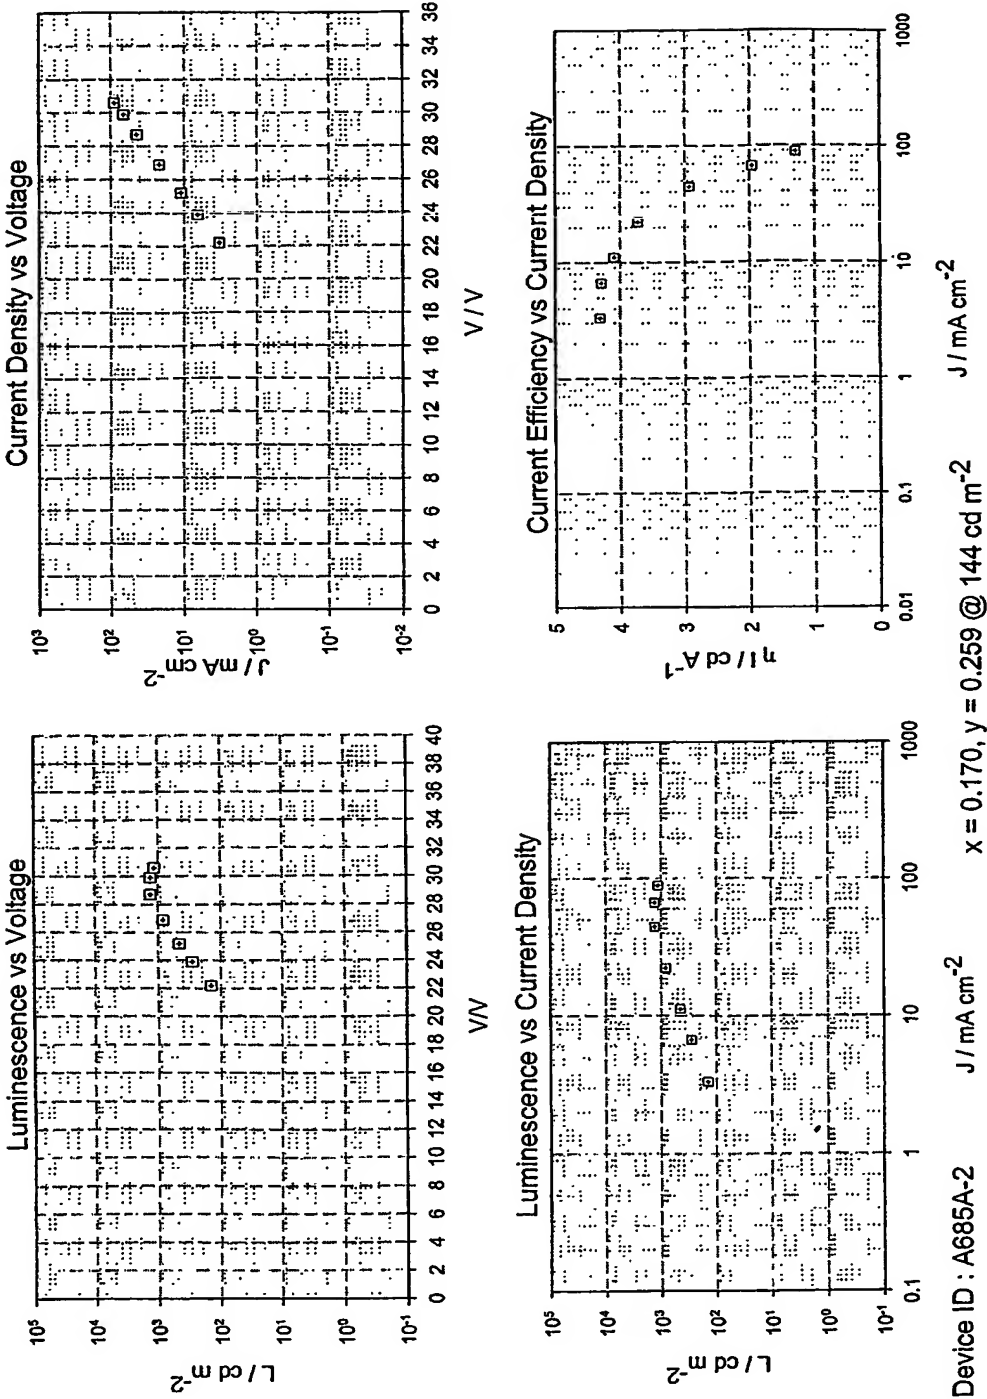 Luminescence vs Voltage
L / cd m⁻²
10⁵
10⁴
10³
10²
10¹
10⁰
10⁻¹
0 2 4 6 8 10 12 14 16 18 20 22 24 26 28 30 32 34 36 38 40
V/V
Current Density vs Voltage
J / mA cm⁻²
10³
10²
10¹
10⁰
10⁻¹
10⁻²
0 2 4 6 8 10 12 14 16 18 20 22 24 26 28 30 32 34 36
V / V
Luminescence vs Current Density
L / cd m⁻²
10⁵
10⁴
10³
10²
10¹
10⁰
10⁻¹
0.1 1 10 100 1000
J / mA cm⁻²
Current Efficiency vs Current Density
η I / cd A⁻¹
5
4
3
2
1
0
0.01 0.1 1 10 100 1000
J / mA cm⁻²
Device ID : A685A-2
x = 0.170, y = 0.259 @ 144 cd m⁻²